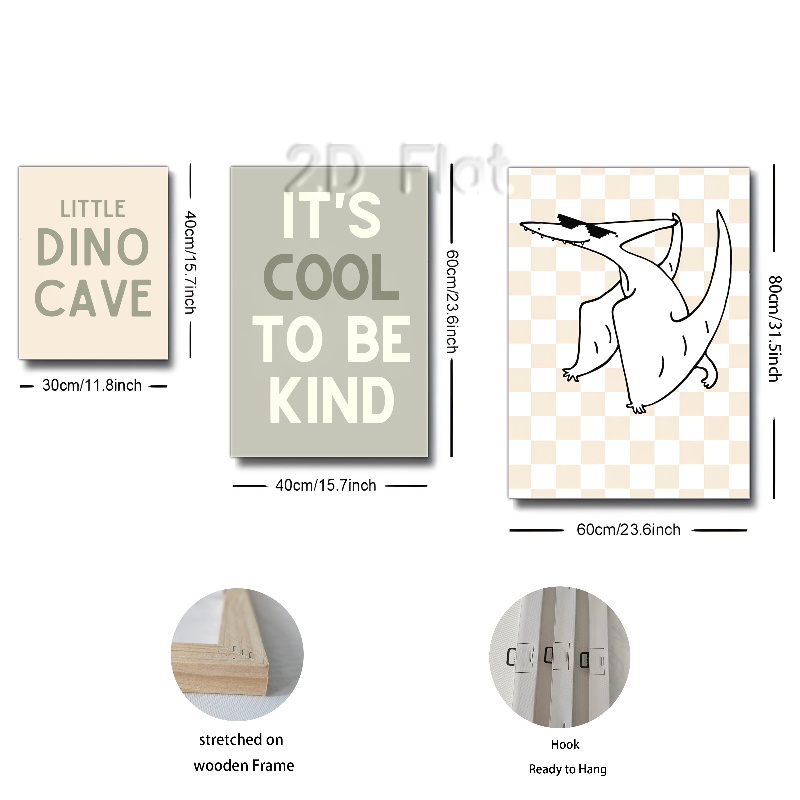 2D Flat
LITTLE
DINO
CAVE
40cm/15.7inch
30cm/11.8inch
IT'S
COOL
TO BE
KIND
60cm/23.6inch
40cm/15.7inch
80cm/31.5inch
60cm/23.6inch
stretched on
wooden Frame
Hook
Ready to Hang